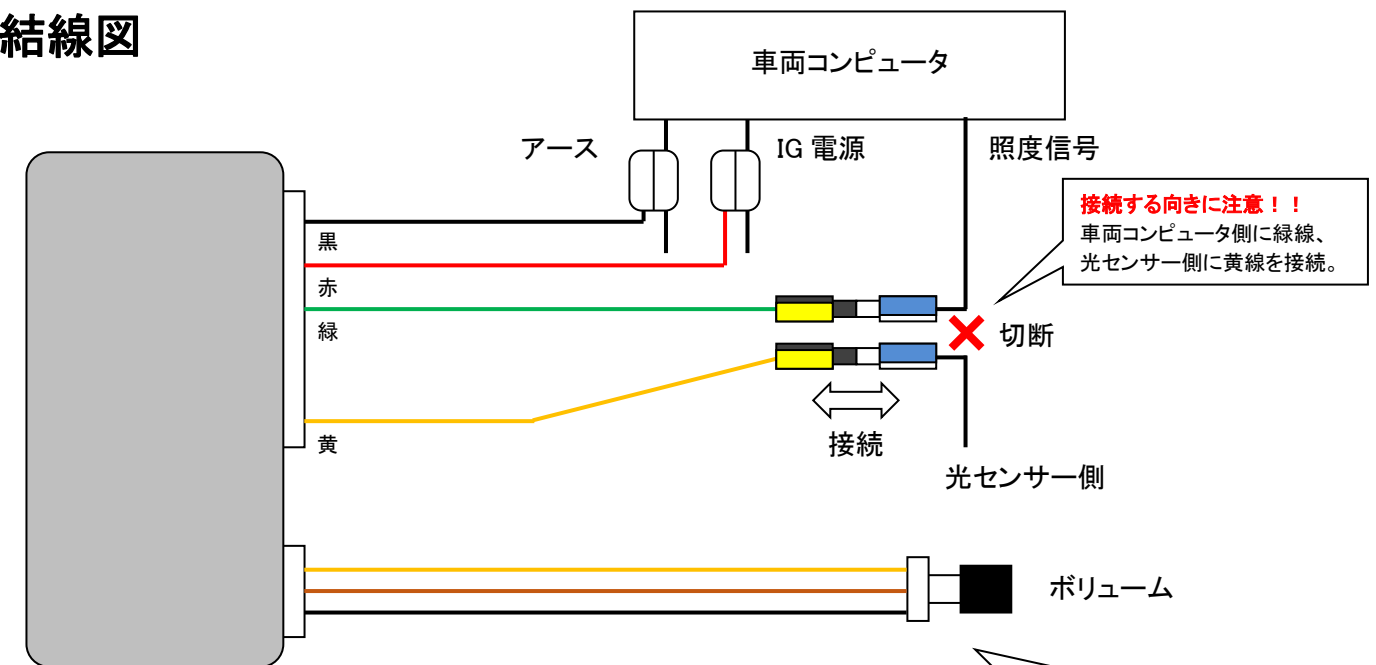 結線図
車両コンピュータ
アース
IG 電源
照度信号
接続する向きに注意！！
車両コンピュータ側に緑線、
光センサー側に黄線を接続。
黒
赤
緑
切断
黄
接続
光センサー側
ボリューム